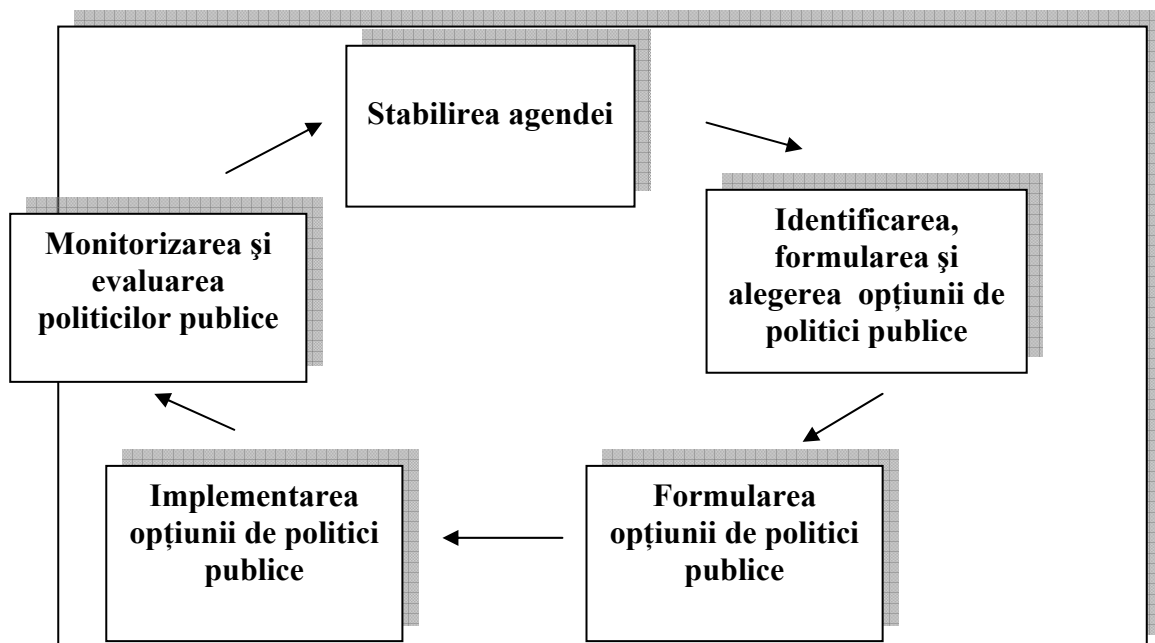 Stabilirea agendei
Identificarea,
formularea şi
alegerea  opţiunii de
politici publice
Formularea
opţiunii de politici
publice
Implementarea
opţiunii de politici
publice
Monitorizarea şi
evaluarea
politicilor publice